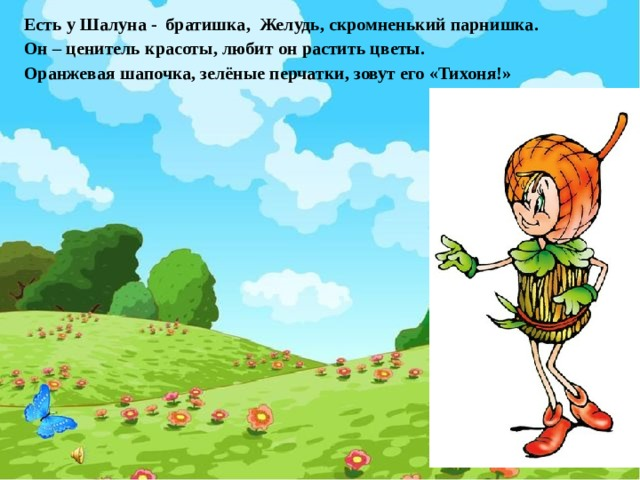 Есть у Шалуна - братишка, Желудь, скромненький парнишка.
Он – ценитель красоты, любит он растить цветы.
Оранжевая шапочка, зелёные перчатки, зовут его «Тихоня!»